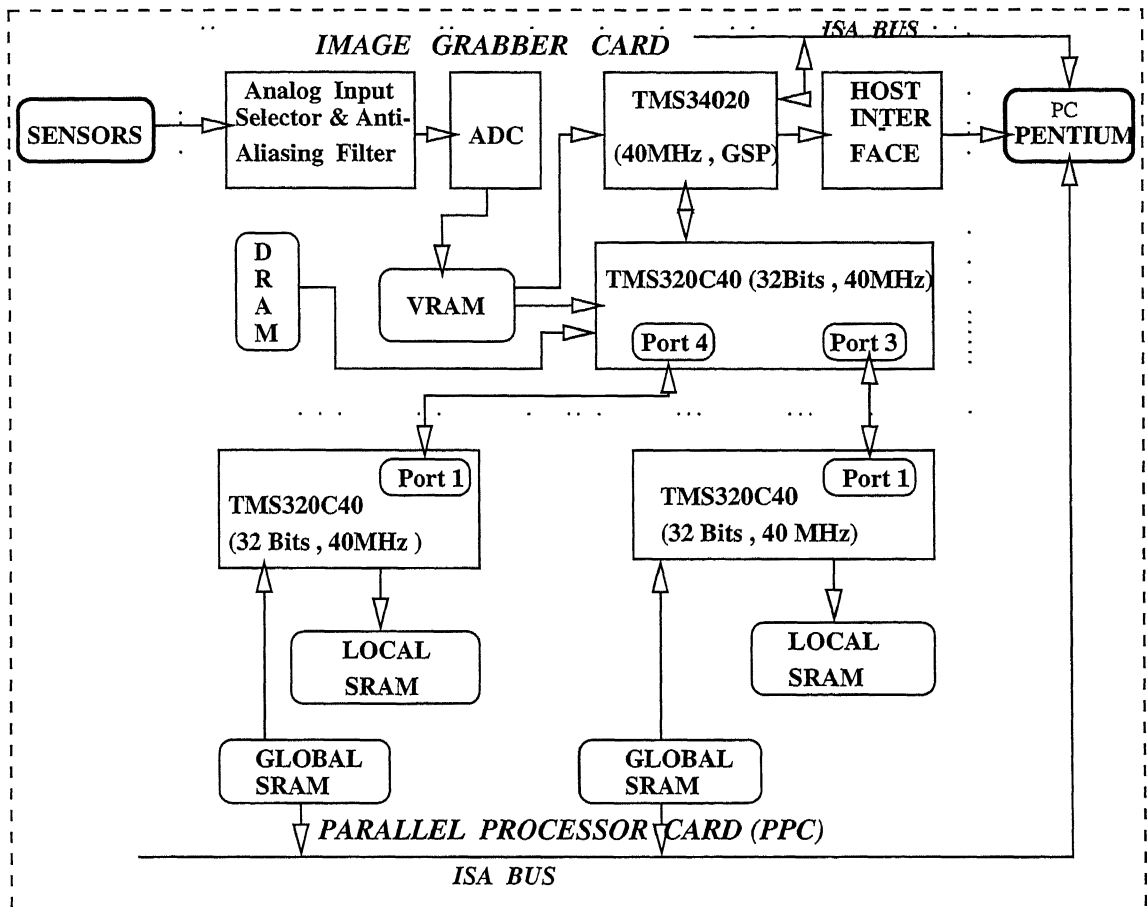 IMAGE GRABBER CARD
ISA BUS
SENSORS
Analog Input
Selector & Anti-
Aliasing Filter
ADC
TMS34020
(40MHz , GSP)
HOST
INTER
FACE
PC
PENTIUM
D
R
A
M
VRAM
TMS320C40 (32Bits , 40MHz)
Port 4
Port 3
Port 1
TMS320C40
(32 Bits , 40MHz )
Port 1
TMS320C40
(32 Bits , 40 MHz)
LOCAL
SRAM
LOCAL
SRAM
GLOBAL
SRAM
GLOBAL
SRAM
PARALLEL PROCESSOR CARD (PPC)
ISA BUS